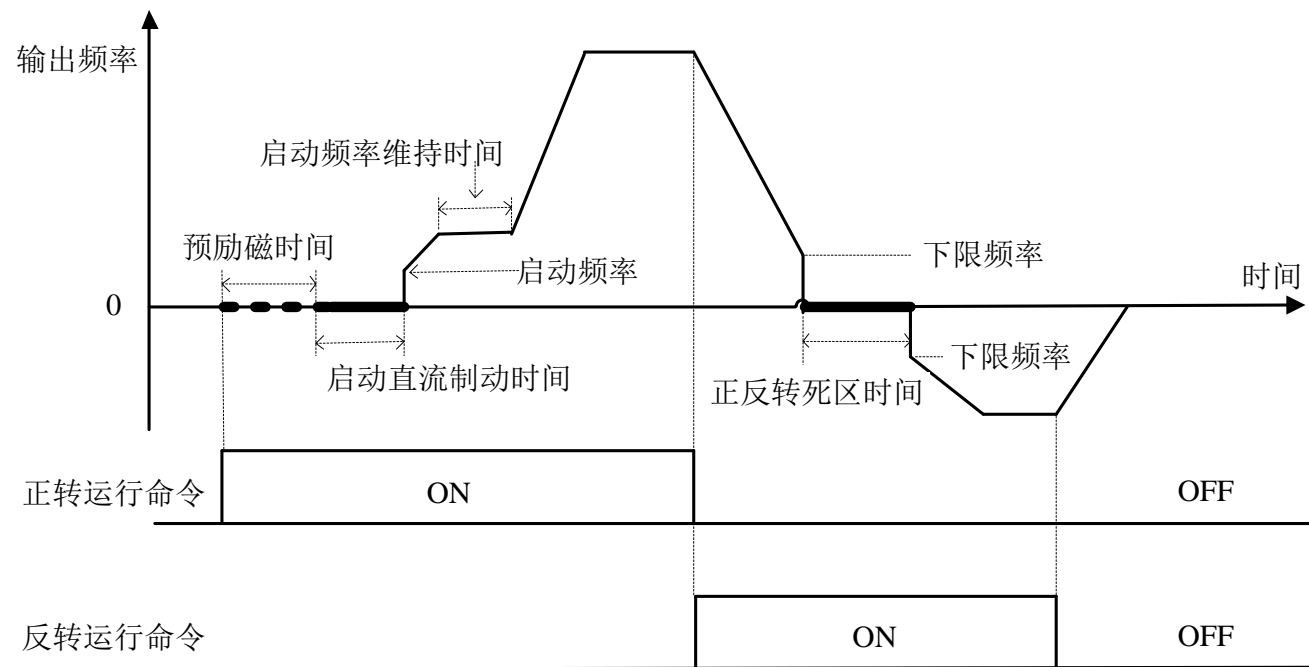 输出频率
启动频率维持时间
预励磁时间
启动频率
下限频率
时间
0
启动直流制动时间
下限频率
正反转死区时间
正转运行命令
ON
OFF
反转运行命令
ON
OFF